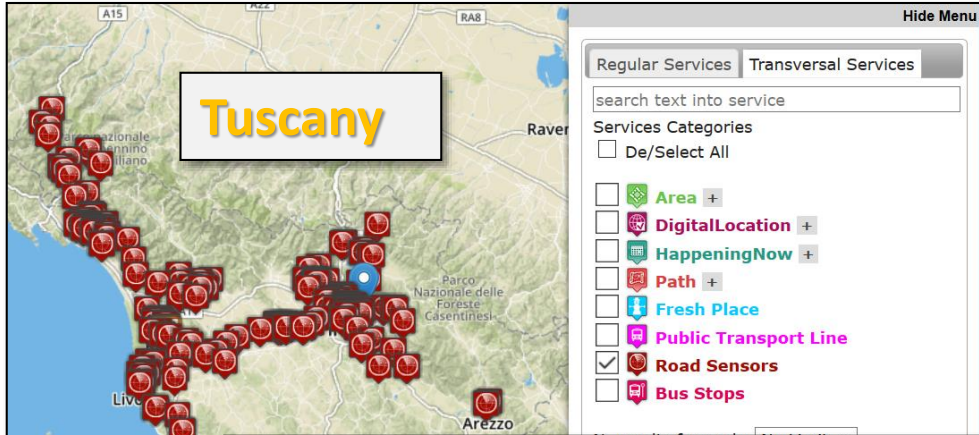 A15
A22
RA8
Hide Menu
Tuscany
Regular Services
Transversal Services
search text into service
Services Categories
De/Select All
Area +
DigitalLocation +
HappeningNow +
Path +
Fresh Place
Public Transport Line
Road Sensors
Bus Stops
Raven
Parco
Nazionale delle
Foreste
Casentinesi
Arezzo